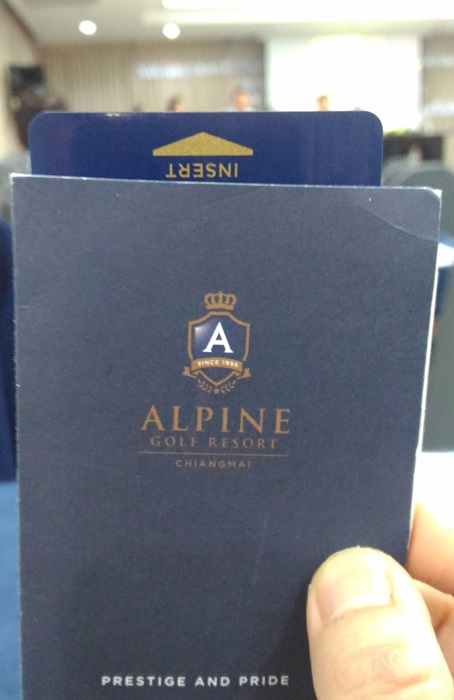 INSERT
A
SINCE 1996
ALPINE
GOLF RESORT
CHIANGMAI
PRESTIGE AND PRIDE